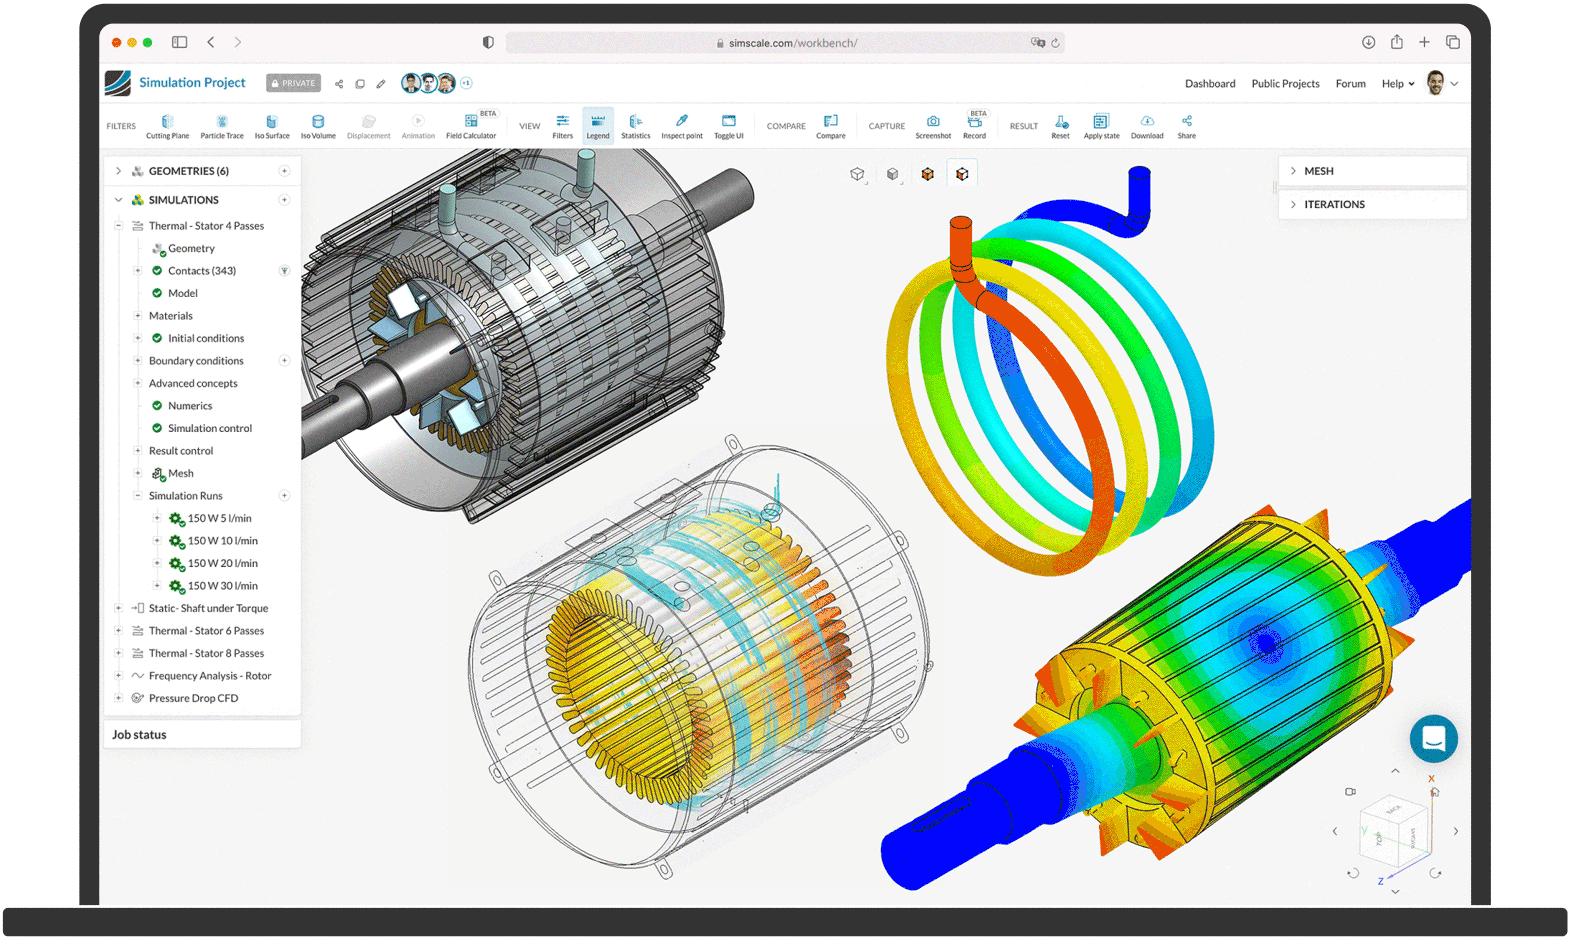 simscale.com/workbench/
Simulation Project
PRIVATE
+1
Dashboard
Public Projects
Forum
Help
FILTERS
Cutting Plane
Particle Trace
Iso Surface
Iso Volume
Displacement
Animation
BETA
Field Calculator
VIEW
Filters
Legend
Statistics
Inspect point
Toggle UI
COMPARE
Compare
CAPTURE
Screenshot
BETA
Record
RESULT
Reset
Apply state
Download
Share
GEOMETRIES (6)
SIMULATIONS
Thermal - Stator 4 Passes
Geometry
Contacts (343)
Model
Materials
Initial conditions
Boundary conditions
Advanced concepts
Numerics
Simulation control
Result control
Mesh
Simulation Runs
150 W 5 l/min
150 W 10 l/min
150 W 20 l/min
150 W 30 l/min
Static- Shaft under Torque
Thermal - Stator 6 Passes
Thermal - Stator 8 Passes
Frequency Analysis - Rotor
Pressure Drop CFD
Job status
MESH
ITERATIONS
X
BACK
Y
TOP
Z